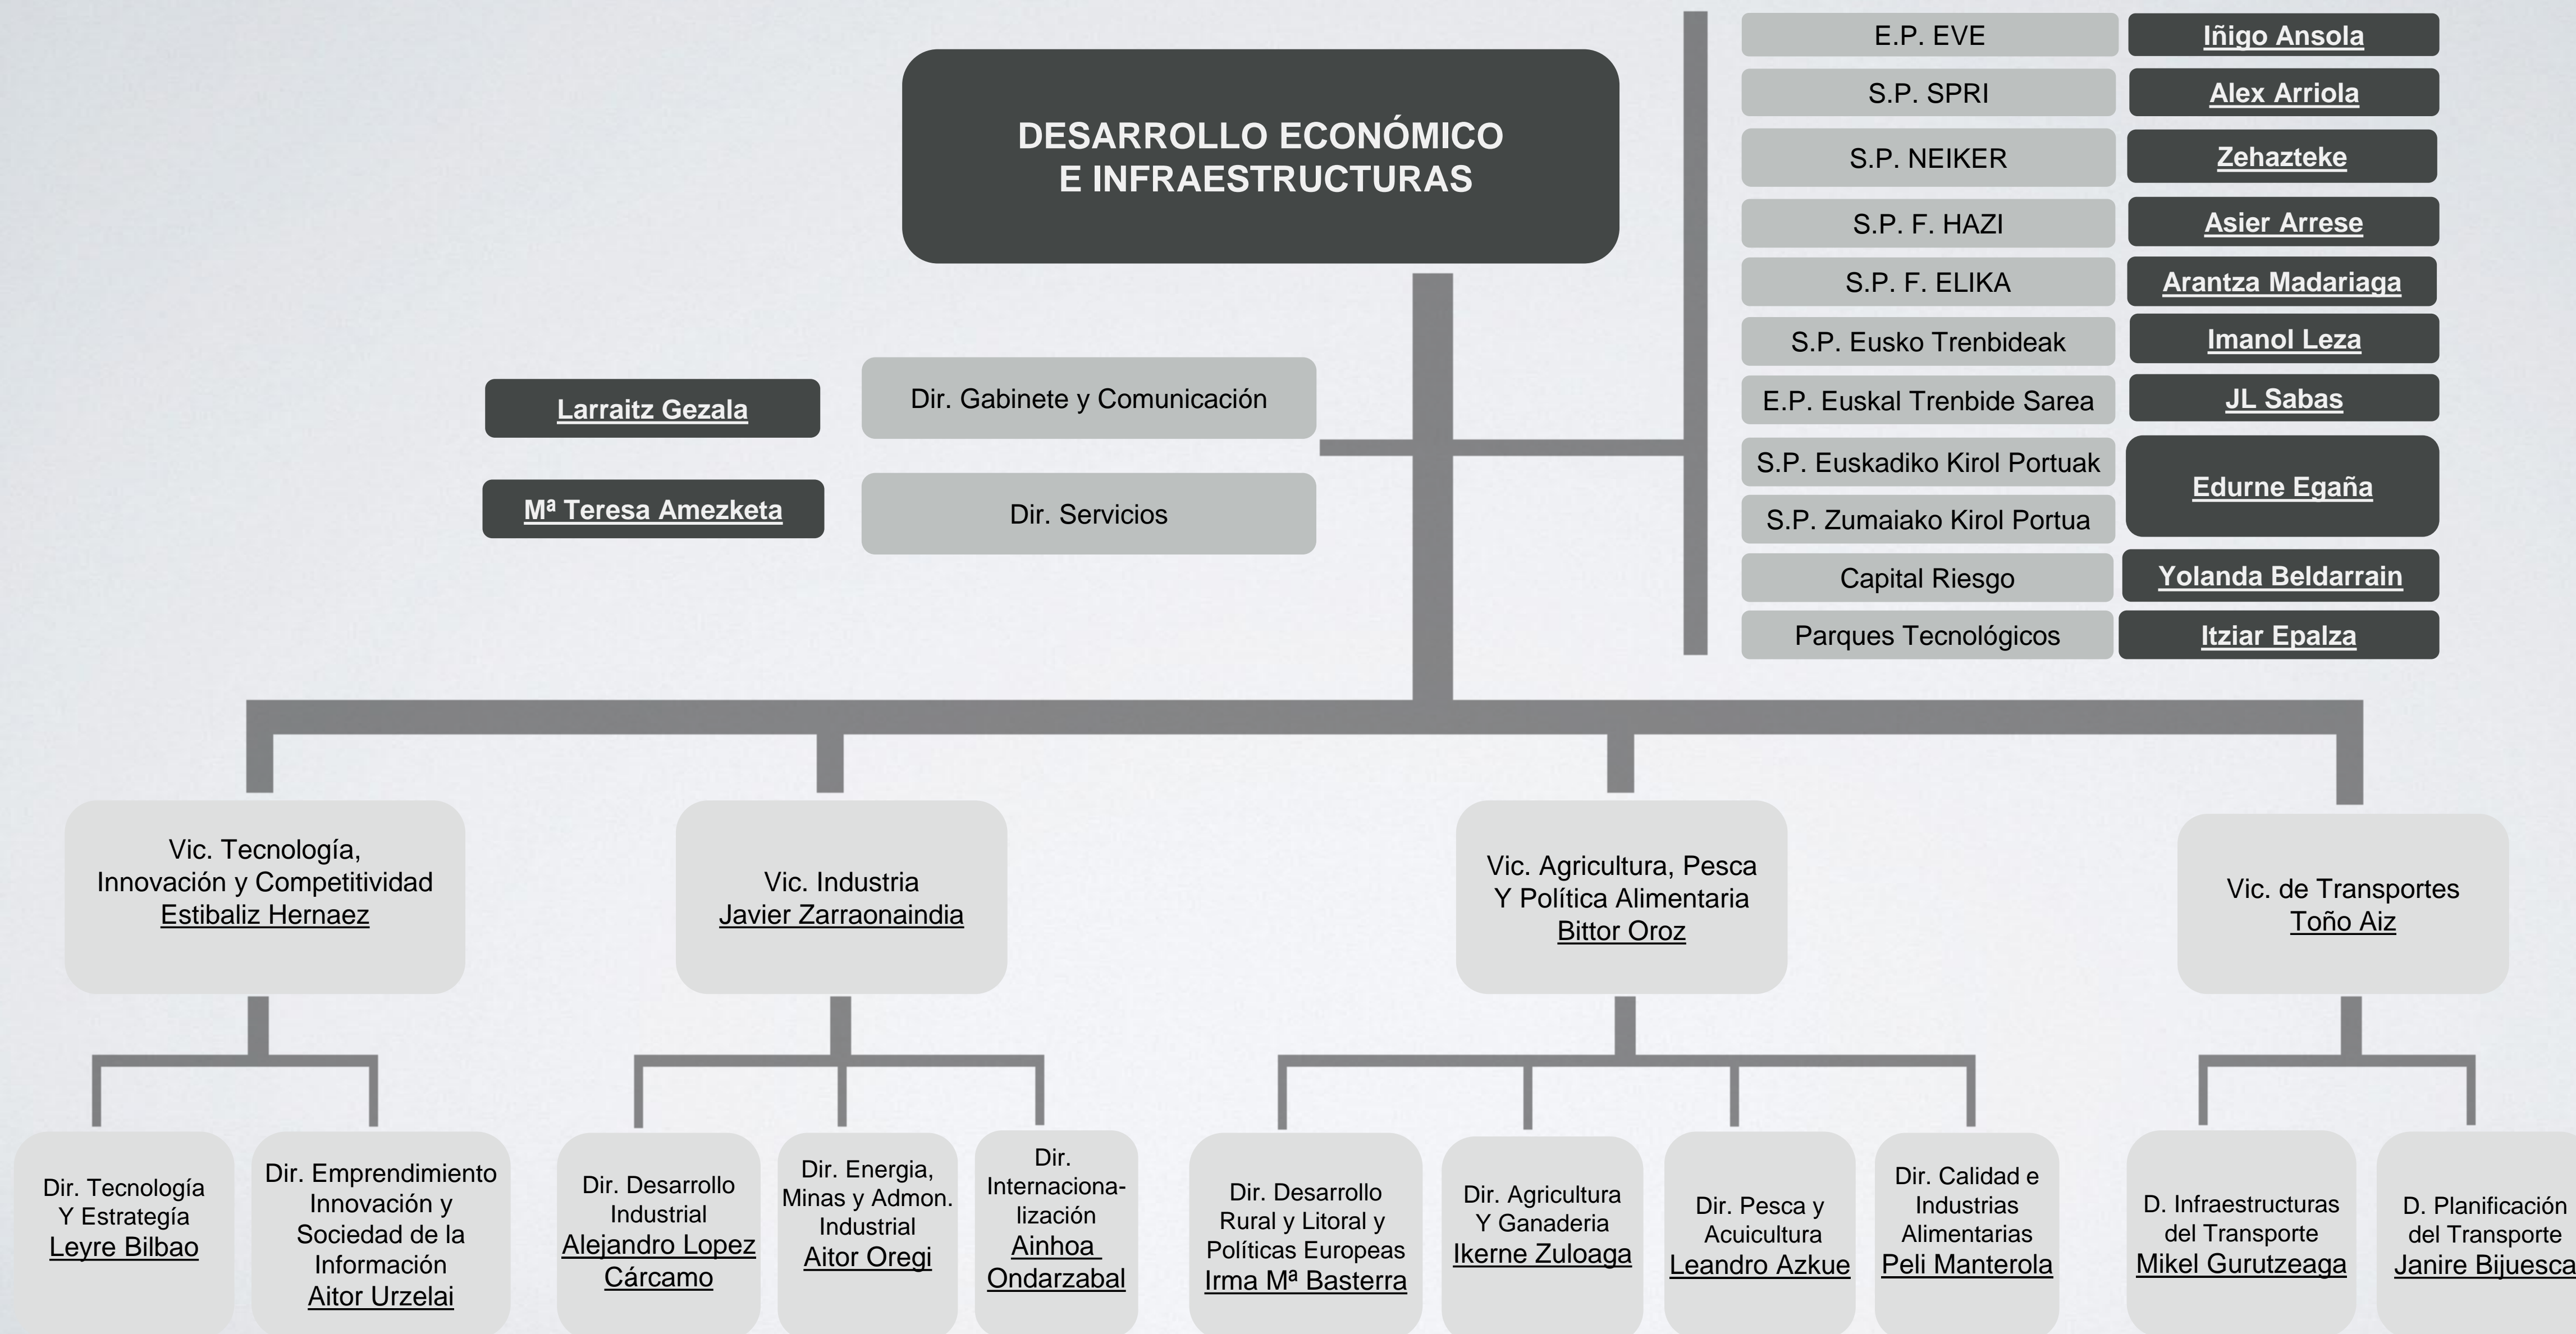 DESARROLLO ECONÓMICO
E INFRAESTRUCTURAS
E.P. EVE
Iñigo Ansola
S.P. SPRI
Alex Arriola
S.P. NEIKER
Zehazteke
S.P. F. HAZI
Asier Arrese
S.P. F. ELIKA
Arantza Madariaga
S.P. Eusko Trenbideak
Imanol Leza
E.P. Euskal Trenbide Sarea
JL Sabas
S.P. Euskadiko Kirol Portuak
S.P. Zumaiako Kirol Portua
Edurne Egaña
Capital Riesgo
Yolanda Beldarrain
Parques Tecnológicos
Itziar Epalza
Larraitz Gezala
Dir. Gabinete y Comunicación
Mª Teresa Amezketa
Dir. Servicios
Vic. Tecnología,
Innovación y Competitividad
Estibaliz Hernaez
Vic. Industria
Javier Zarraonaindia
Vic. Agricultura, Pesca
Y Política Alimentaria
Bittor Oroz
Vic. de Transportes
Toño Aiz
Dir. Tecnología
Y Estrategía
Leyre Bilbao
Dir. Emprendimiento
Innovación y
Sociedad de la
Información
Aitor Urzelai
Dir. Desarrollo
Industrial
Alejandro Lopez
Cárcamo
Dir. Energia,
Minas y Admon.
Industrial
Aitor Oregi
Dir.
Internaciona-
lización
Ainhoa
Ondarzabal
Dir. Desarrollo
Rural y Litoral y
Políticas Europeas
Irma Mª Basterra
Dir. Agricultura
Y Ganaderia
Ikerne Zuloaga
Dir. Pesca y
Acuicultura
Leandro Azkue
Dir. Calidad e
Industrias
Alimentarias
Peli Manterola
D. Infraestructuras
del Transporte
Mikel Gurutzeaga
D. Planificación
del Transporte
Janire Bijuesca